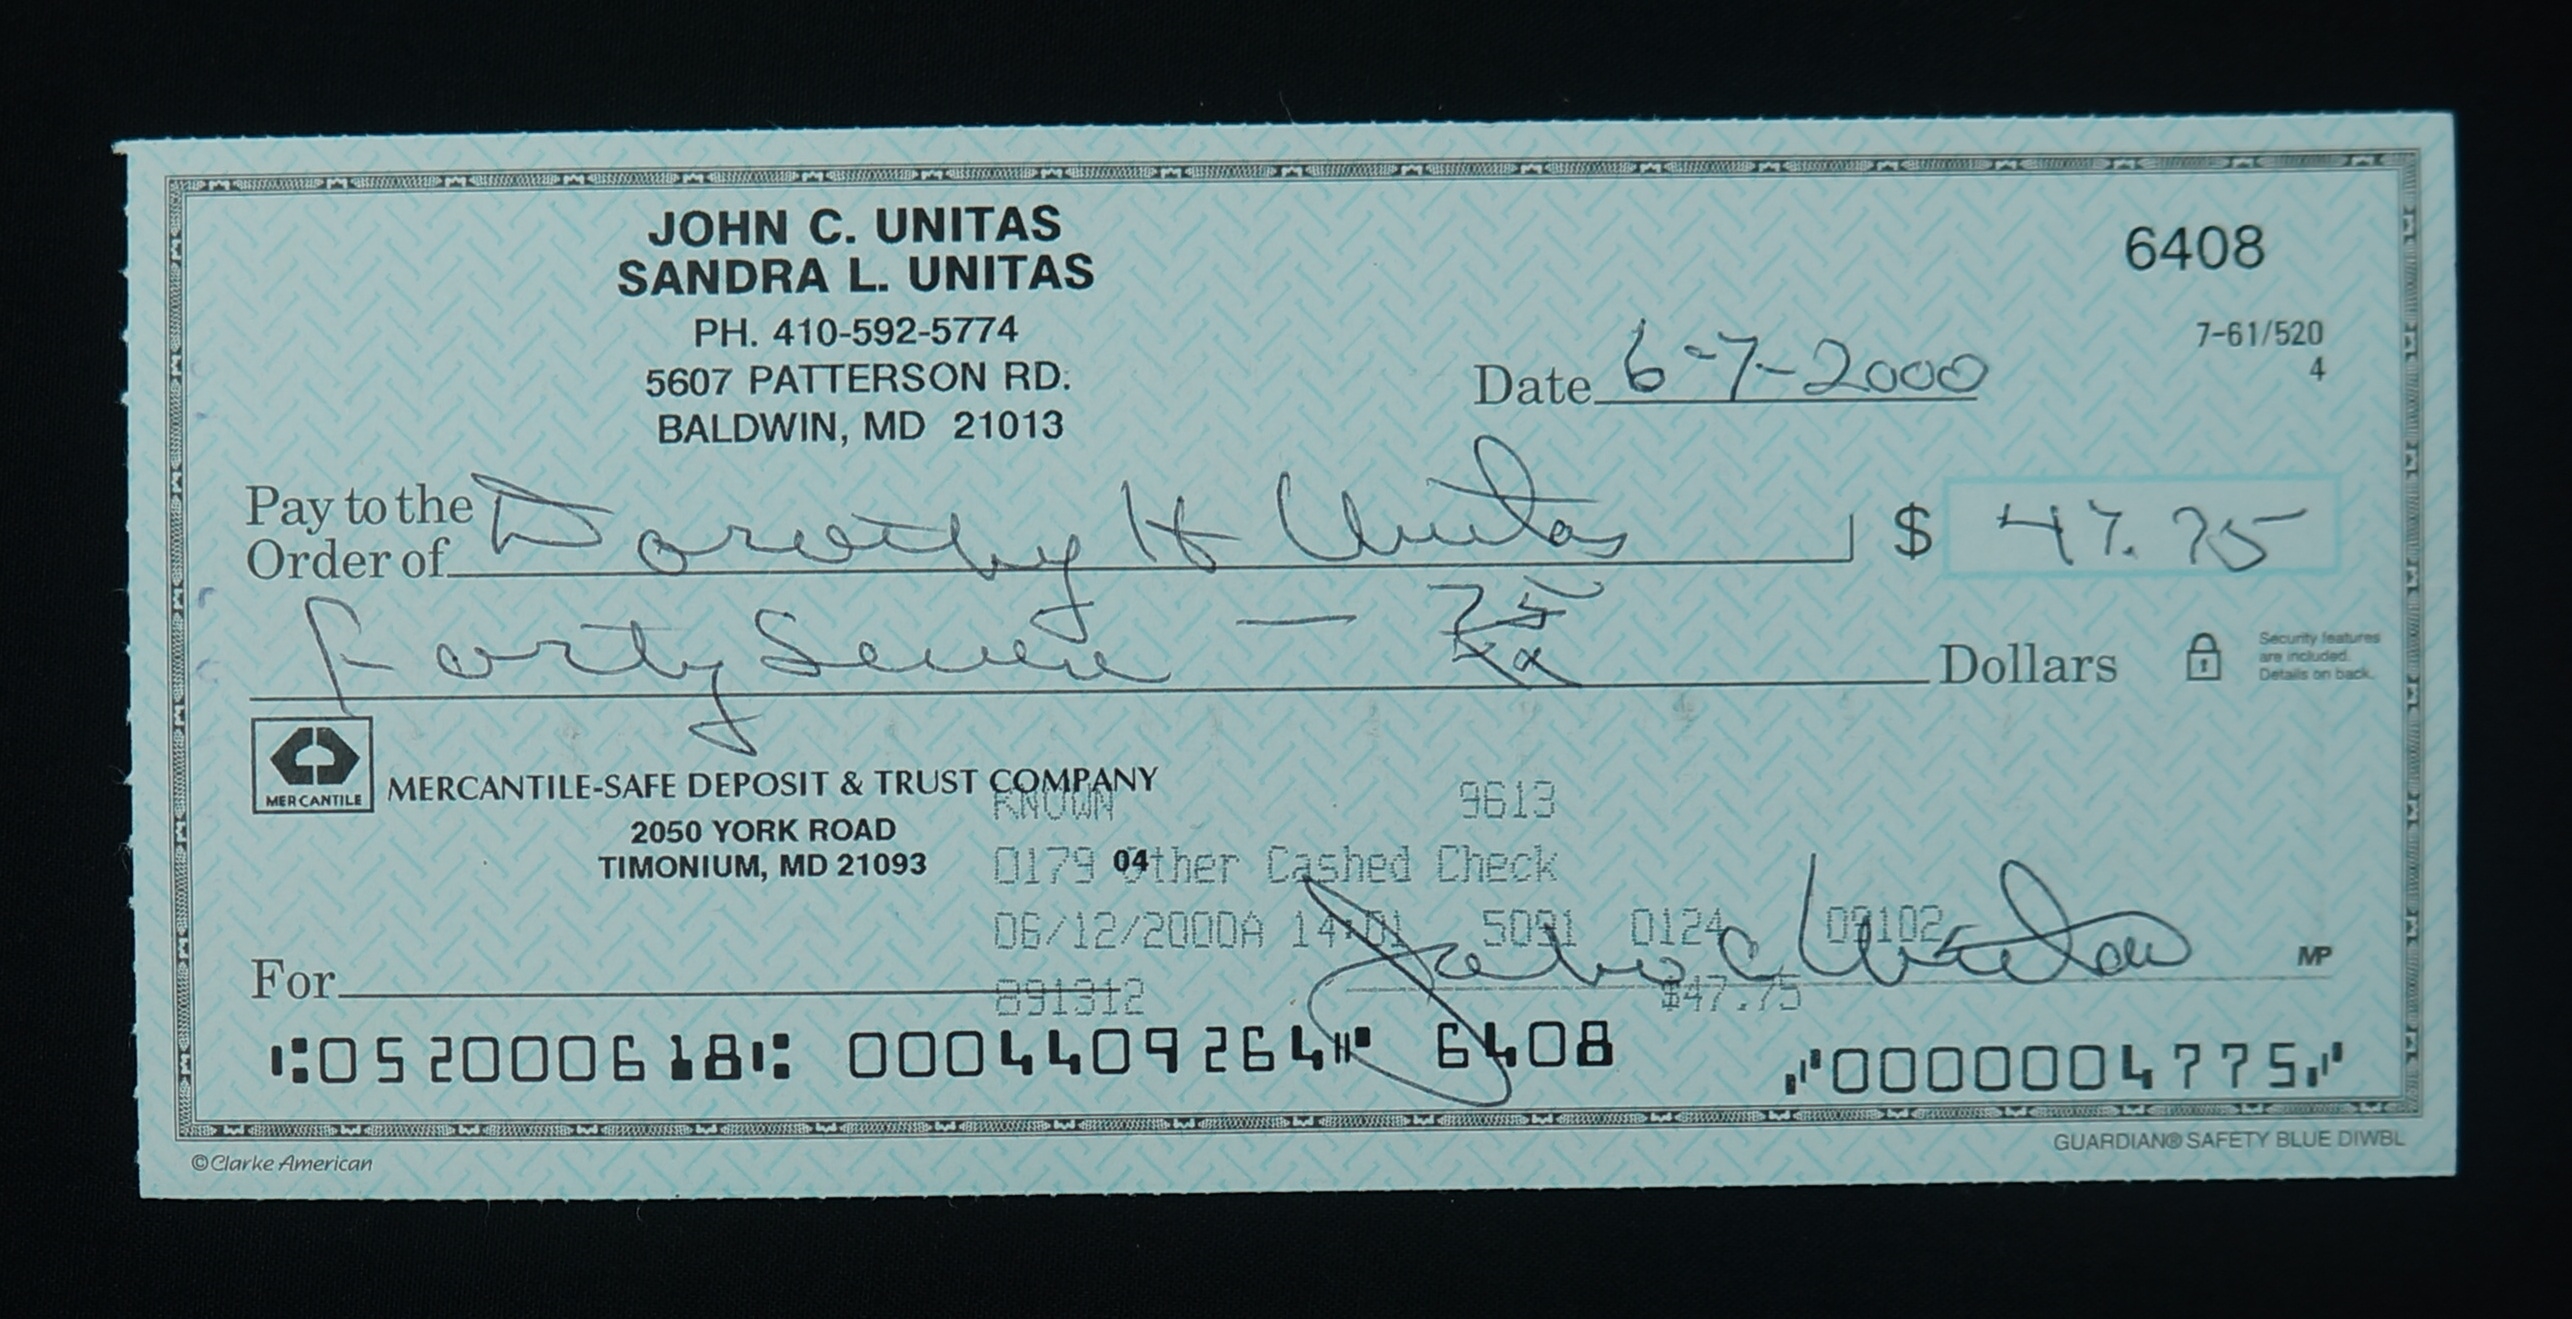 JOHN C. UNITAS
SANDRA L. UNITAS
PH. 410-592-5774
5607 PATTERSON RD.
BALDWIN, MD 21013
6408
7-61/520
4
Date 6-7-2000
Pay to the
Order of Dorothy H Unitas $ 47.75
Forty Seven — 75/xx Dollars
Security features
are included.
Details on back.
MERCANTILE
MERCANTILE-SAFE DEPOSIT & TRUST COMPANY
2050 YORK ROAD
TIMONIUM, MD 21093
KNOWN 9613
0179 04 Other Cashed Check
06/12/2000A 14:01 5091 0124 09102
891312 $47.75
For
John C Unitas
MP
⑆052000618⑆ 0004409264⑈ 6408 ⑇0000004775⑇
©Clarke American
GUARDIAN® SAFETY BLUE DIWBL